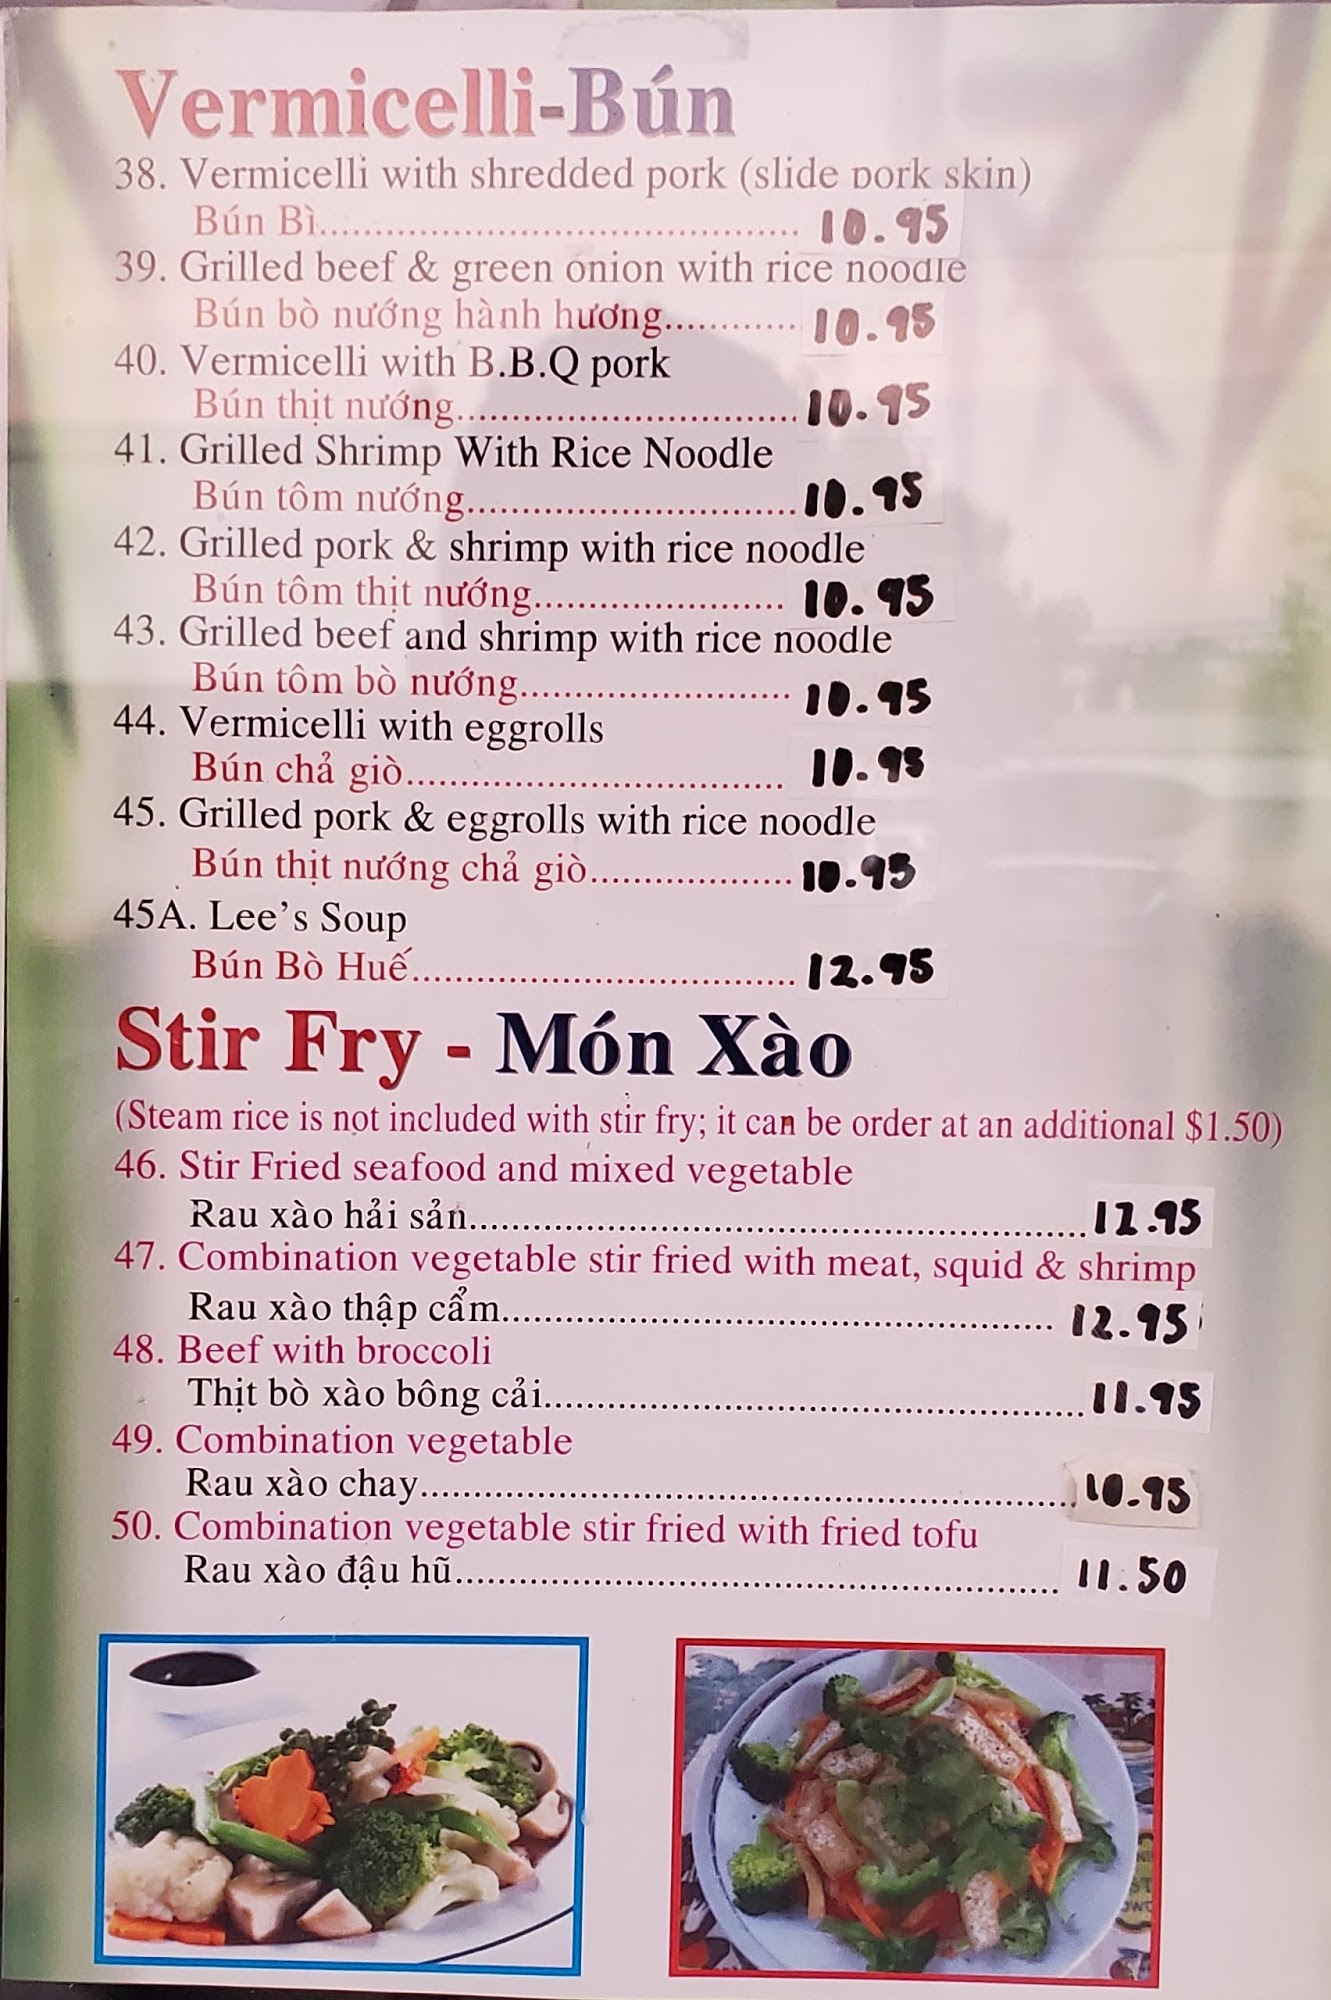 Vermicelli-Bún
38. Vermicelli with shredded pork (slide pork skin)
Bún Bì.......................................... 10.95
39. Grilled beef & green onion with rice noodle
Bún bò nướng hành hương............ 10.95
40. Vermicelli with B.B.Q pork
Bún thịt nướng.............................. 10.95
41. Grilled Shrimp With Rice Noodle
Bún tôm nướng............................. 10.95
42. Grilled pork & shrimp with rice noodle
Bún tôm thịt nướng...................... 10.95
43. Grilled beef and shrimp with rice noodle
Bún tôm bò nướng........................ 10.95
44. Vermicelli with eggrolls
Bún chả giò.................................. 10.95
45. Grilled pork & eggrolls with rice noodle
Bún thịt nướng chả giò.................. 10.95
45A. Lee's Soup
Bún Bò Huế.................................. 12.95
Stir Fry - Món Xào
(Steam rice is not included with stir fry; it can be order at an additional $1.50)
46. Stir Fried seafood and mixed vegetable
Rau xào hải sản....................................................... 12.95
47. Combination vegetable stir fried with meat, squid & shrimp
Rau xào thập cẩm................................................. 12.95
48. Beef with broccoli
Thịt bò xào bông cải................................................ 11.95
49. Combination vegetable
Rau xào chay.......................................................... 10.95
50. Combination vegetable stir fried with fried tofu
Rau xào đậu hũ...................................................... 11.50